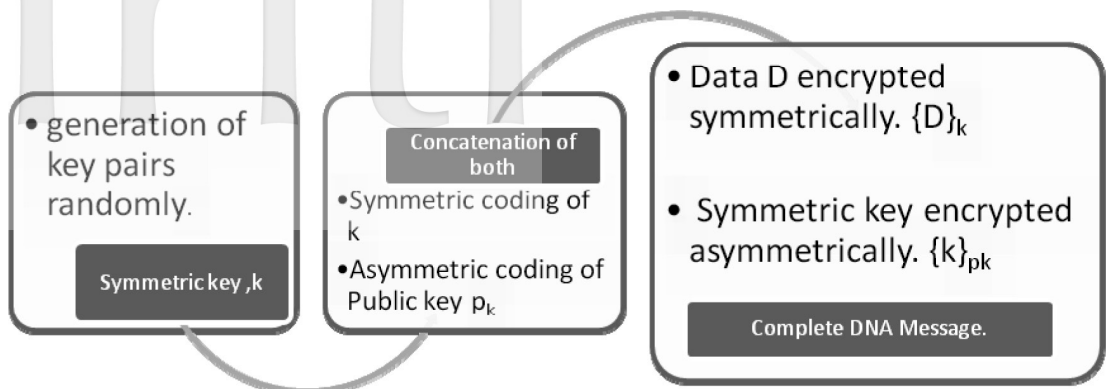 • generation of
key pairs
randomly.
Symmetric key ,k
Concatenation of
both
•Symmetric coding of
k
•Asymmetric coding of
Public key pk
• Data D encrypted
symmetrically. {D}k
• Symmetric key encrypted
asymmetrically. {k}pk
Complete DNA Message.